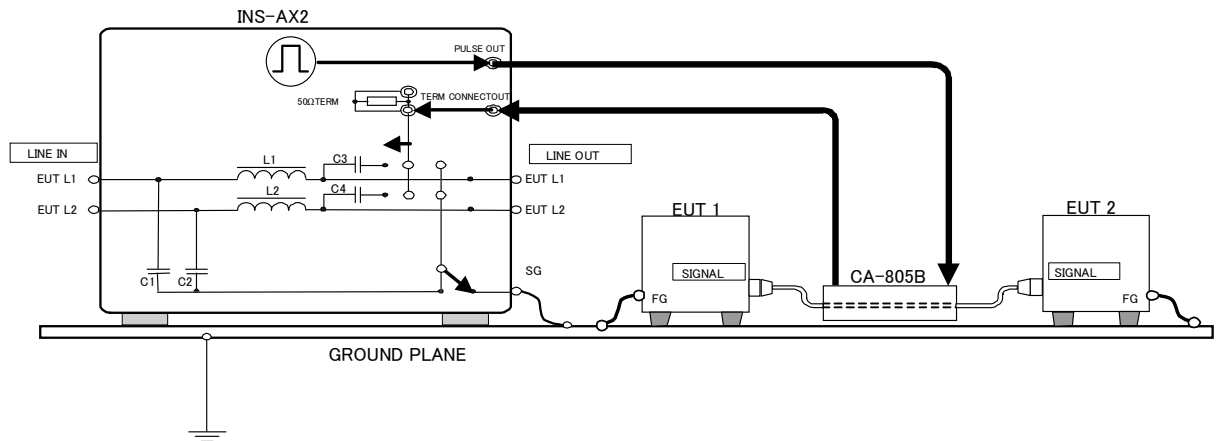 INS-AX2
PULSE OUT
50ΩTERM
TERM CONNECTOUT
LINE IN
L1
C3
LINE OUT
EUT L1
EUT L1
L2
C4
EUT L2
EUT L2
EUT 1
EUT 2
C1
C2
SG
SIGNAL
CA-805B
SIGNAL
FG
FG
GROUND PLANE